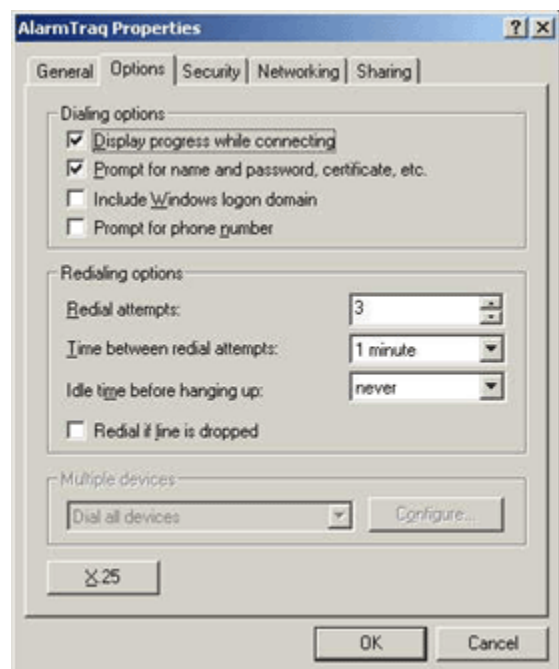 AlarmTraq Properties
General Options Security Networking Sharing
Dialing options
Display progress while connecting
Prompt for name and password, certificate, etc.
Include Windows logon domain
Prompt for phone number
Redialing options
Redial attempts: 3
Time between redial attempts: 1 minute
Idle time before hanging up: never
Redial if line is dropped
Multiple devices
Dial all devices Configure...
X.25
OK Cancel